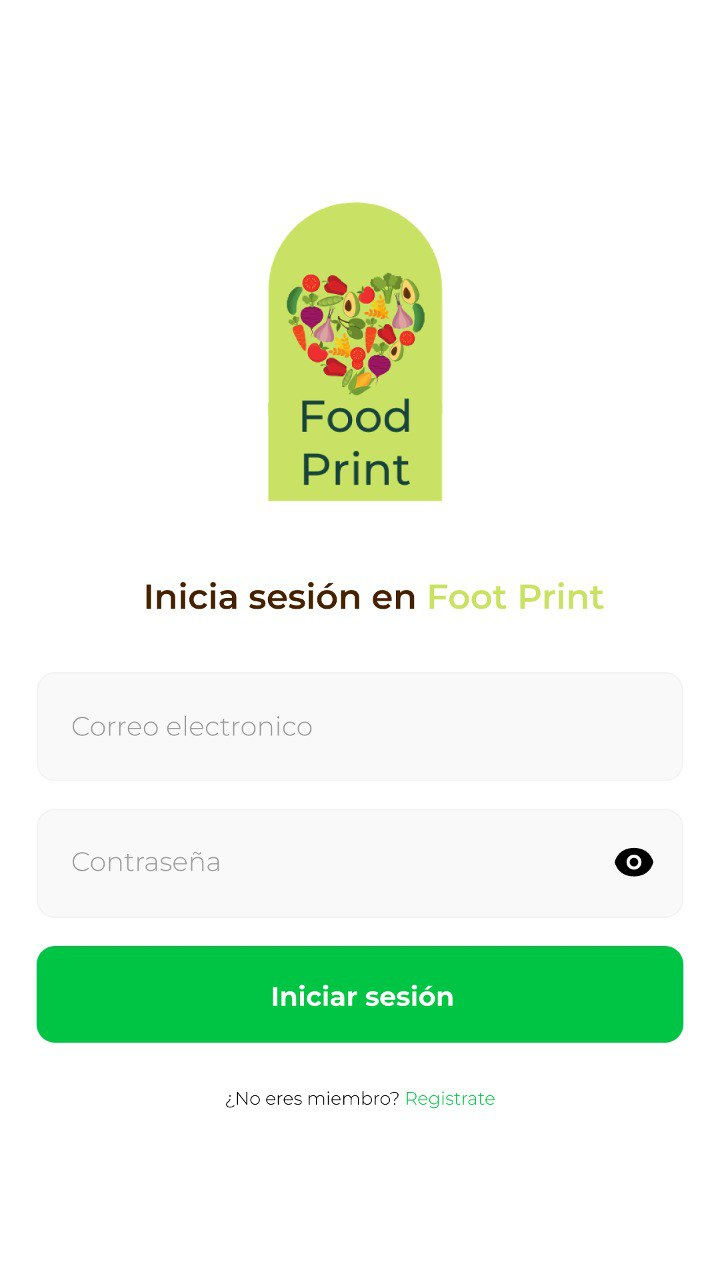 Food
Print
Inicia sesión en Foot Print
Correo electronico
Contraseña
Iniciar sesión
¿No eres miembro? Registrate